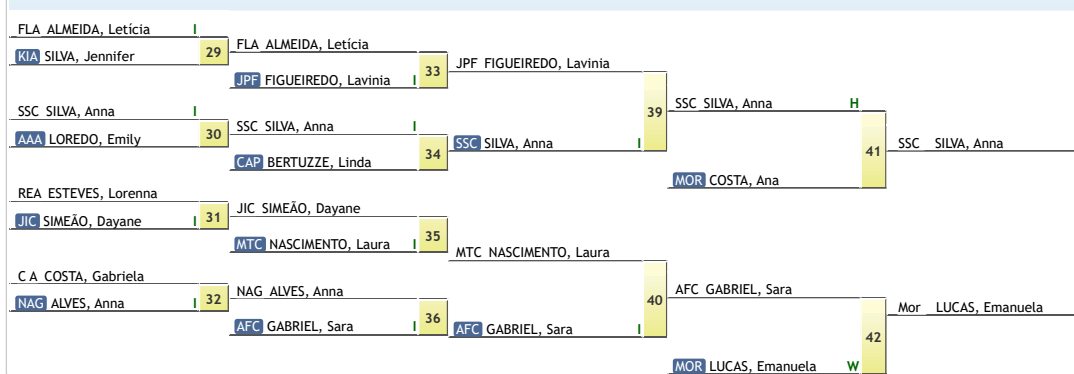 FLA ALMEIDA, Letícia I
KIA SILVA, Jennifer
29
FLA ALMEIDA, Letícia
JPF FIGUEIREDO, Lavinia I
33
JPF FIGUEIREDO, Lavinia
SSC SILVA, Anna I
AAA LOREDO, Emily
30
SSC SILVA, Anna I
CAP BERTUZZE, Linda
34
SSC SILVA, Anna I
39
SSC SILVA, Anna H
MOR COSTA, Ana
41
SSC SILVA, Anna
REA ESTEVES, Lorenna
JIC SIMEÃO, Dayane I
31
JIC SIMEÃO, Dayane
MTC NASCIMENTO, Laura I
35
MTC NASCIMENTO, Laura
C A COSTA, Gabriela
NAG ALVES, Anna I
32
NAG ALVES, Anna
AFC GABRIEL, Sara I
36
AFC GABRIEL, Sara I
40
AFC GABRIEL, Sara
MOR LUCAS, Emanuela W
42
Mor LUCAS, Emanuela